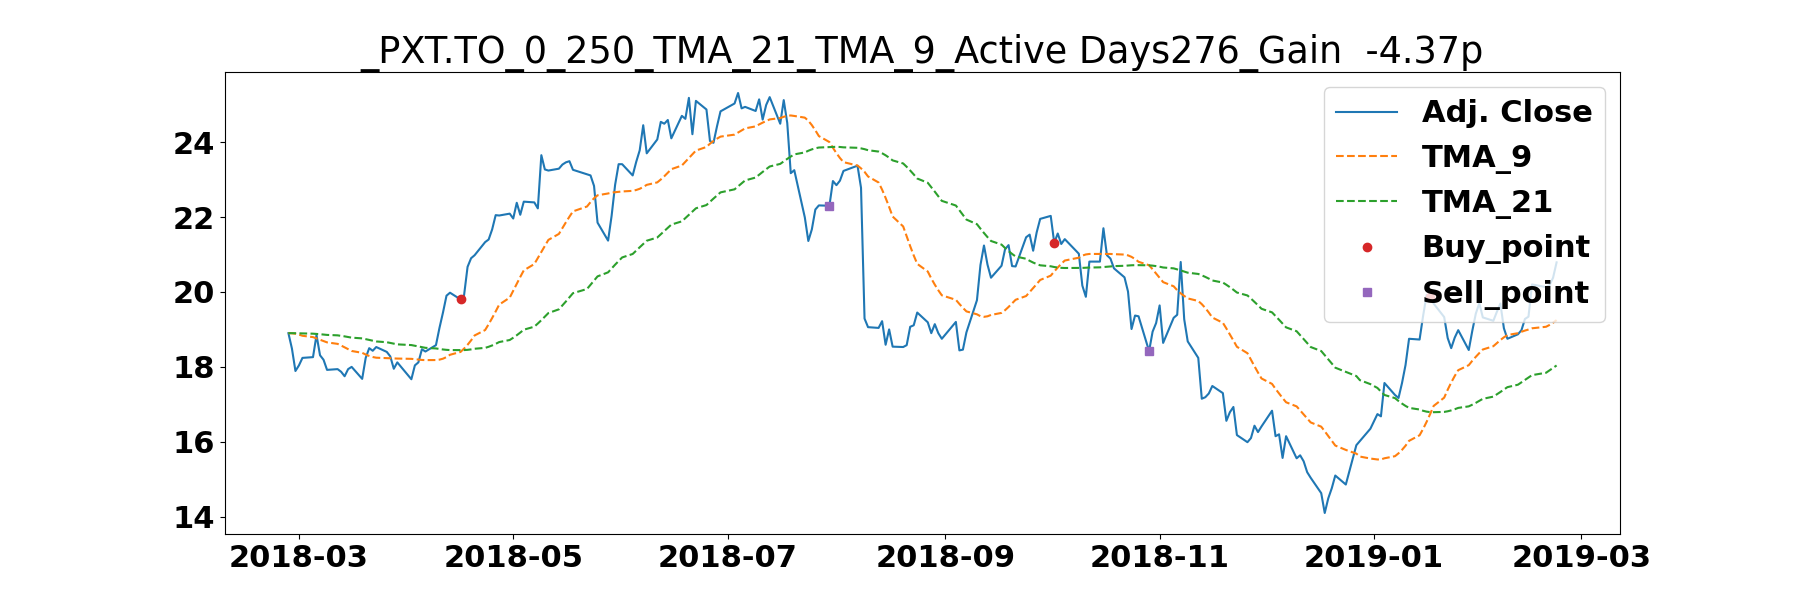 _PXT.TO_0_250_TMA_21_TMA_9_Active Days276_Gain  -4.37p
Adj. Close
TMA_9
TMA_21
Buy_point
Sell_point
24
22
20
18
16
14
2018-03 2018-05 2018-07 2018-09 2018-11 2019-01 2019-03